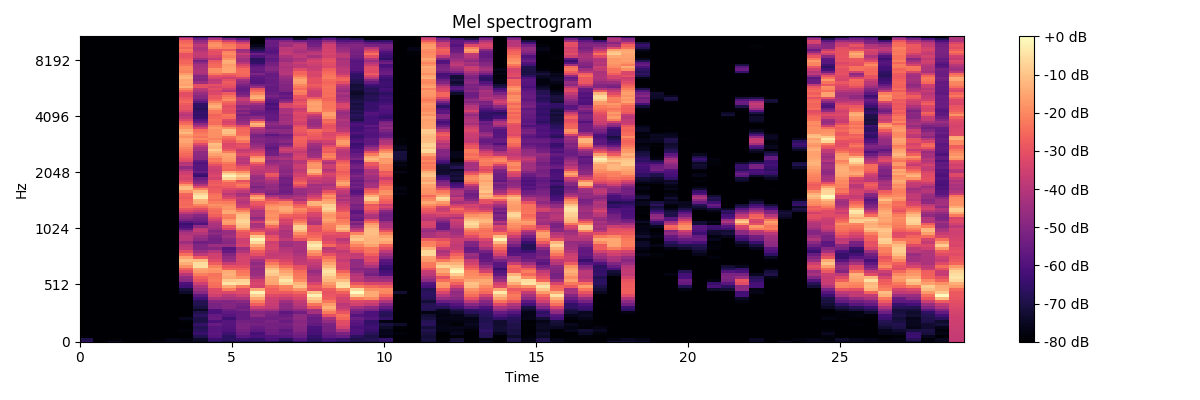 Mel spectrogram
Hz
8192
4096
2048
1024
512
0
0 5 10 15 20 25
Time
+0 dB
-10 dB
-20 dB
-30 dB
-40 dB
-50 dB
-60 dB
-70 dB
-80 dB